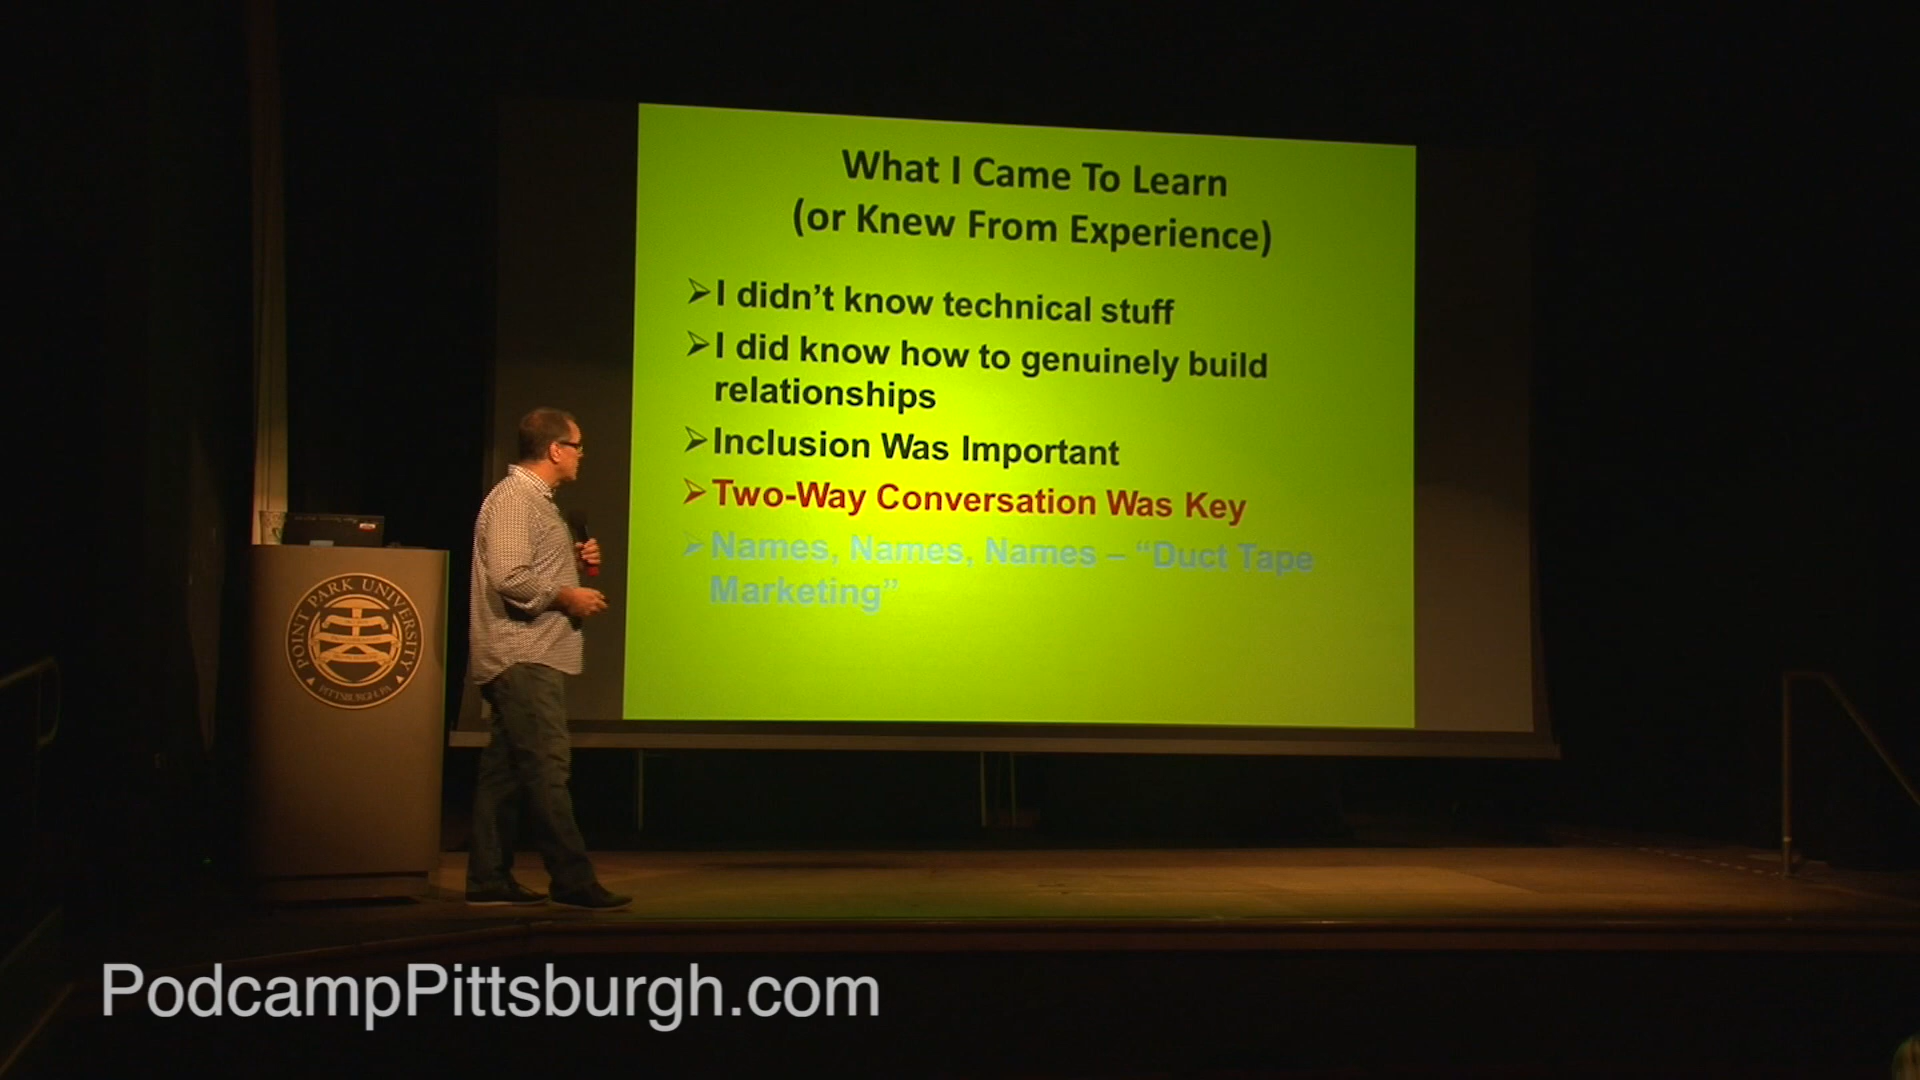 What I Came To Learn
(or Knew From Experience)
➢I didn’t know technical stuff
➢I did know how to genuinely build
relationships
➢Inclusion Was Important
➢Two-Way Conversation Was Key
➢Names, Names, Names – “Duct Tape
Marketing”
POINT PARK UNIVERSITY
PITTSBURGH, PA
PodcampPittsburgh.com